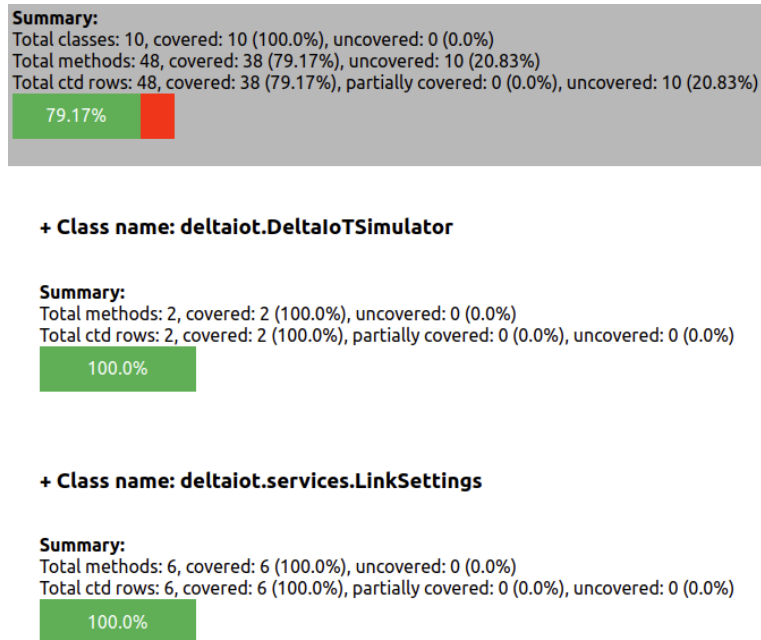 Summary:
Total classes: 10, covered: 10 (100.0%), uncovered: 0 (0.0%)
Total methods: 48, covered: 38 (79.17%), uncovered: 10 (20.83%)
Total ctd rows: 48, covered: 38 (79.17%), partially covered: 0 (0.0%), uncovered: 10 (20.83%)
79.17%
+ Class name: deltaiot.DeltaIoTSimulator
Summary:
Total methods: 2, covered: 2 (100.0%), uncovered: 0 (0.0%)
Total ctd rows: 2, covered: 2 (100.0%), partially covered: 0 (0.0%), uncovered: 0 (0.0%)
100.0%
+ Class name: deltaiot.services.LinkSettings
Summary:
Total methods: 6, covered: 6 (100.0%), uncovered: 0 (0.0%)
Total ctd rows: 6, covered: 6 (100.0%), partially covered: 0 (0.0%), uncovered: 0 (0.0%)
100.0%